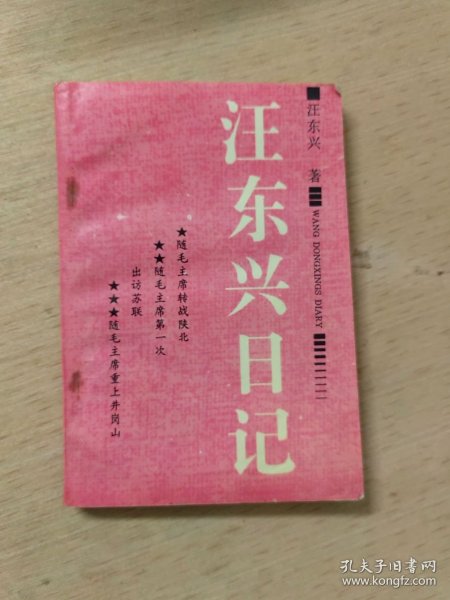 汪东兴 著
WANG DONGXINGS DIARY
汪东兴日记
★随毛主席转战陕北
★★随毛主席第一次
出访苏联
★★★随毛主席重上井岗山
孔夫子旧书网
www.kongfz.com